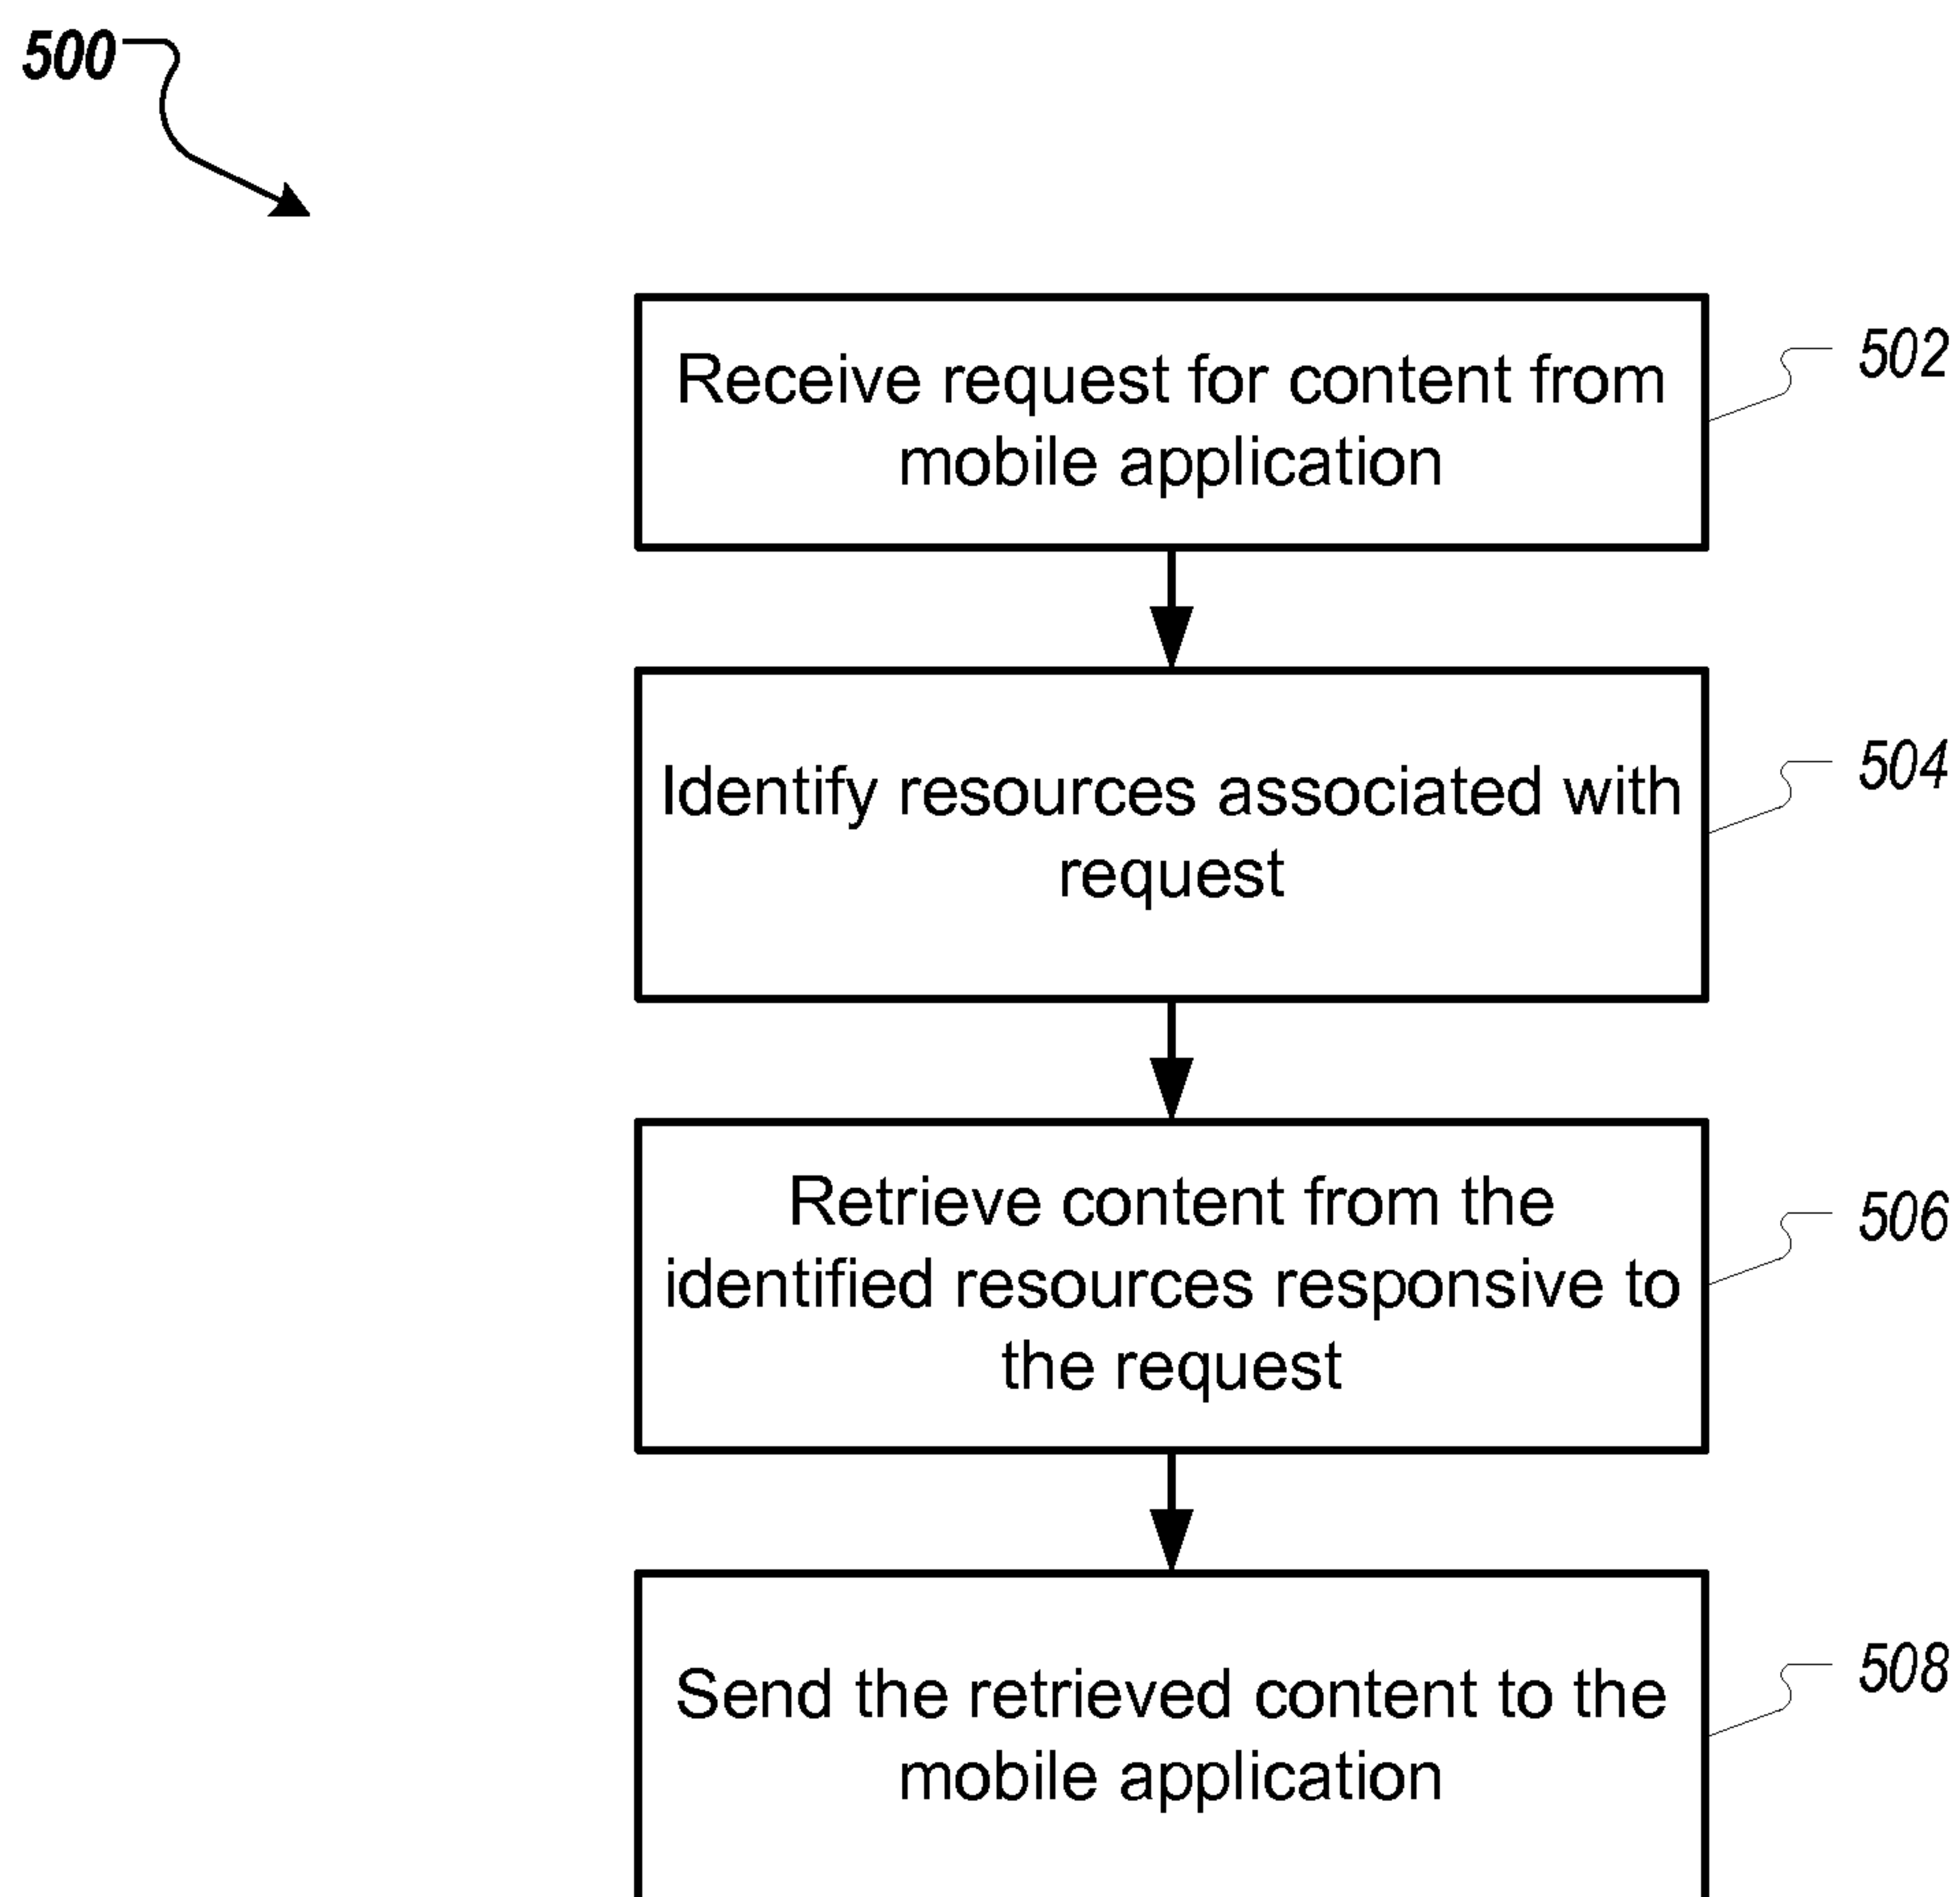 500
Receive request for content from
mobile application
502
Identify resources associated with
request
504
Retrieve content from the
identified resources responsive to
the request
506
Send the retrieved content to the
mobile application
508